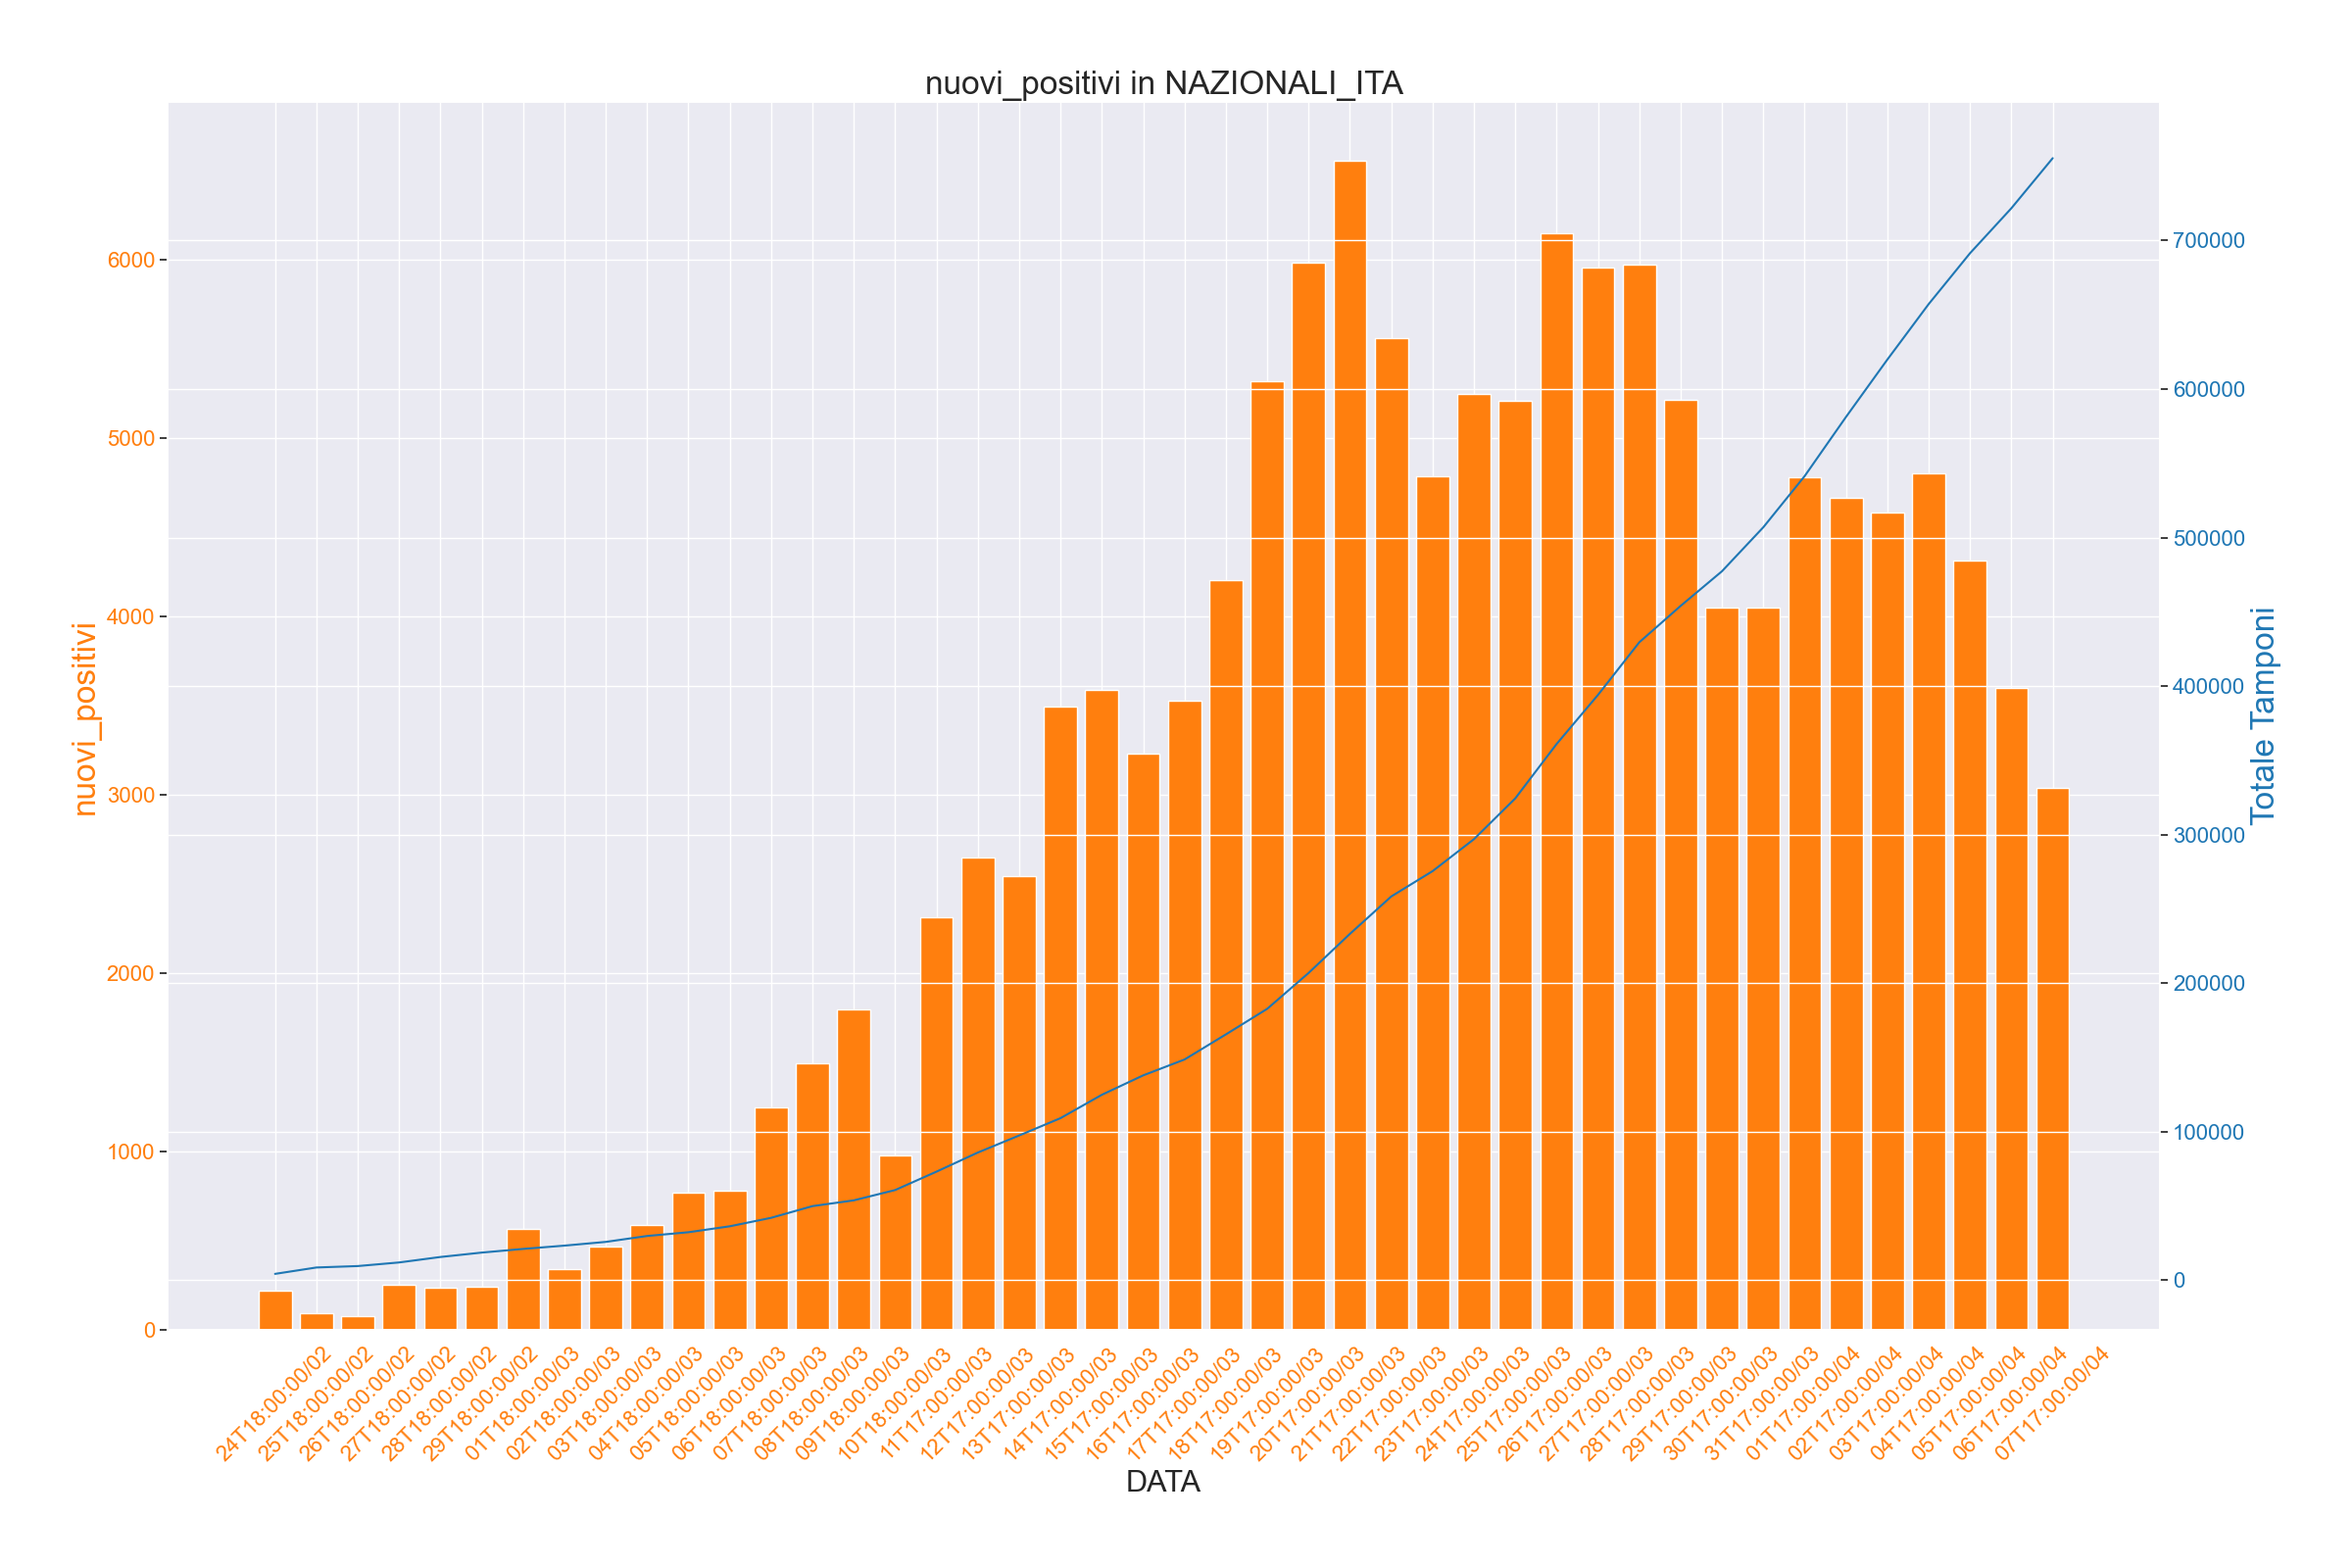 nuovi_positivi in NAZIONALI_ITA
6000
5000
4000
3000
2000
1000
0
nuovi_positivi
700000
600000
500000
400000
300000
200000
100000
0
Totale Tamponi
24T18:00:00/02
25T18:00:00/02
26T18:00:00/02
27T18:00:00/02
28T18:00:00/02
29T18:00:00/02
01T18:00:00/03
02T18:00:00/03
03T18:00:00/03
04T18:00:00/03
05T18:00:00/03
06T18:00:00/03
07T18:00:00/03
08T18:00:00/03
09T18:00:00/03
10T18:00:00/03
11T17:00:00/03
12T17:00:00/03
13T17:00:00/03
14T17:00:00/03
15T17:00:00/03
16T17:00:00/03
17T17:00:00/03
18T17:00:00/03
19T17:00:00/03
20T17:00:00/03
21T17:00:00/03
22T17:00:00/03
23T17:00:00/03
24T17:00:00/03
25T17:00:00/03
26T17:00:00/03
27T17:00:00/03
28T17:00:00/03
29T17:00:00/03
30T17:00:00/03
31T17:00:00/03
01T17:00:00/04
02T17:00:00/04
03T17:00:00/04
04T17:00:00/04
05T17:00:00/04
06T17:00:00/04
07T17:00:00/04
DATA